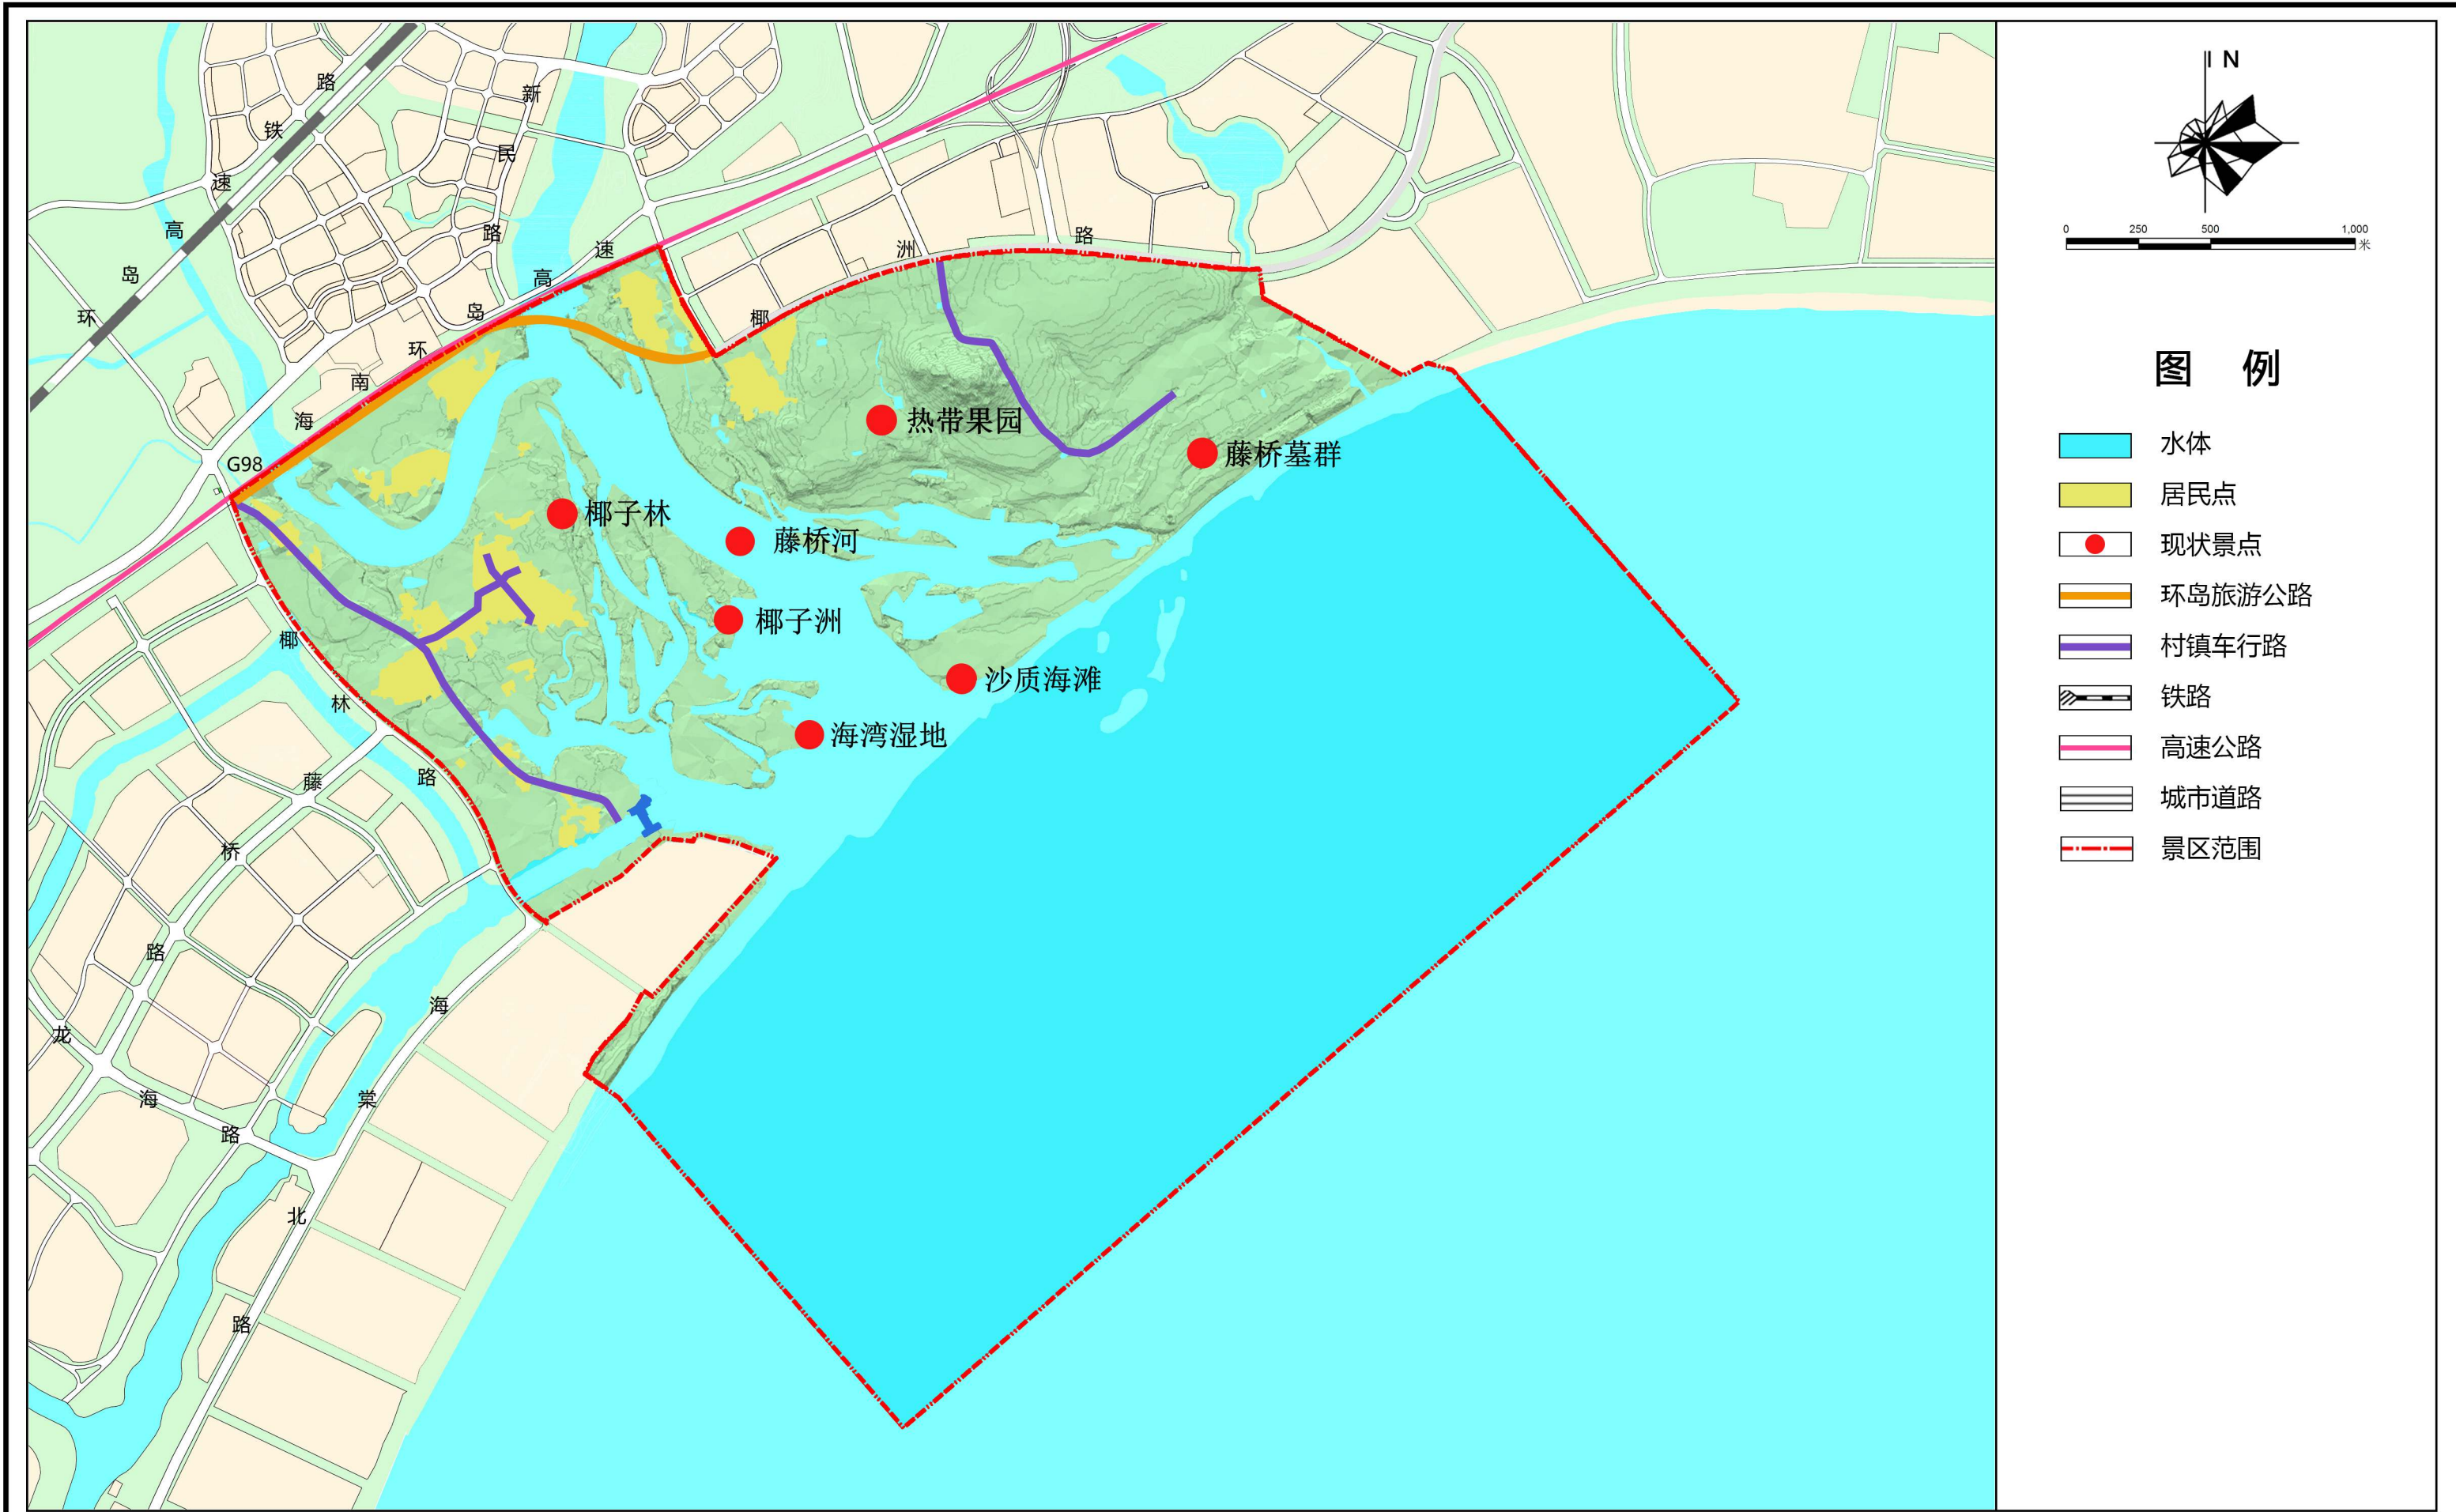 环岛高速铁路
新民路
海南环岛高速
G98
椰洲路
热带果园
藤桥墓群
椰子林
藤桥河
椰子洲
沙质海滩
海湾湿地
椰林路
藤桥路
龙海路
海棠北路
N
0 250 500 1,000
米
图 例
水体
居民点
现状景点
环岛旅游公路
村镇车行路
铁路
高速公路
城市道路
景区范围